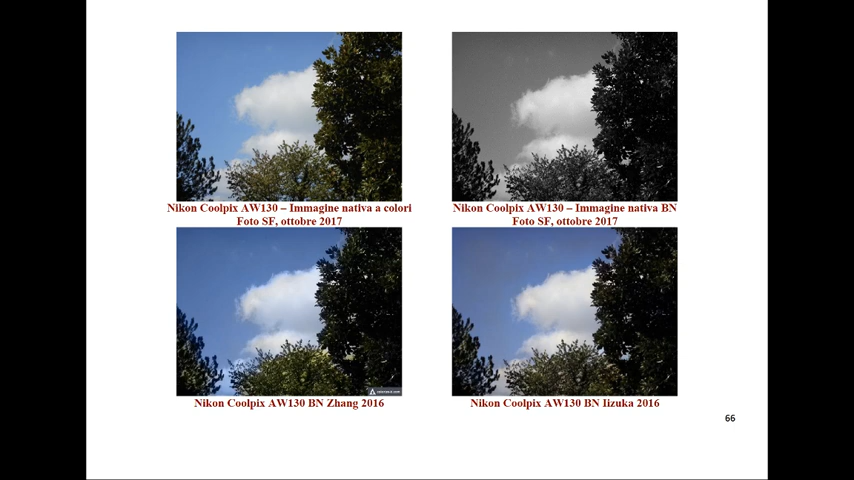 Nikon Coolpix AW130 – Immagine nativa a colori
Foto SF, ottobre 2017
Nikon Coolpix AW130 – Immagine nativa BN
Foto SF, ottobre 2017
Nikon Coolpix AW130 BN Zhang 2016
Nikon Coolpix AW130 BN Iizuka 2016
66